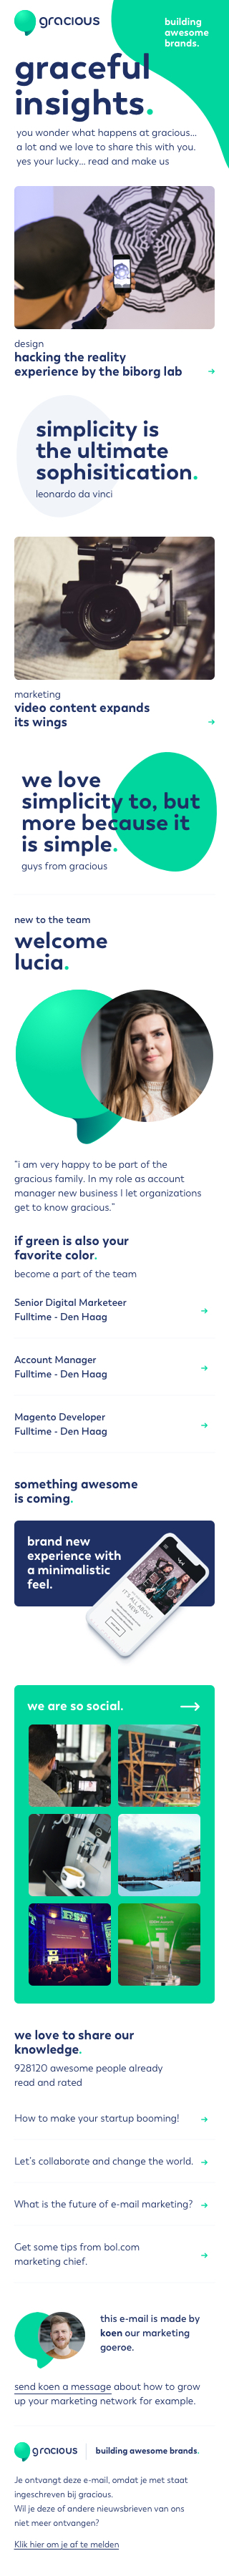 gracious
building
awesome
brands.
graceful
insights.
you wonder what happens at gracious...
a lot and we love to share this with you.
yes your lucky... read and make us
design
hacking the reality
experience by the biborg lab
simplicity is
the ultimate
sophisitication.
leonardo da vinci
marketing
video content expands
its wings
we love
simplicity to, but
more because it
is simple.
guys from gracious
new to the team
welcome
lucia.
"i am very happy to be part of the
gracious family. In my role as account
manager new business I let organizations
get to know gracious."
if green is also your
favorite color.
become a part of the team
Senior Digital Marketeer
Fulltime - Den Haag
Account Manager
Fulltime - Den Haag
Magento Developer
Fulltime - Den Haag
something awesome
is coming.
brand new
experience with
a minimalistic
feel.
IT'S ALL ABOUT
NEW
we are so social.
we love to share our
knowledge.
928120 awesome people already
read and rated
How to make your startup booming!
Let's collaborate and change the world.
What is the future of e-mail marketing?
Get some tips from bol.com
marketing chief.
this e-mail is made by
koen our marketing
goeroe.
send koen a message about how to grow
up your marketing network for example.
gracious
building awesome brands.
Je ontvangt deze e-mail, omdat je met staat
ingeschreven bij gracious.
Wil je deze of andere nieuwsbrieven van ons
niet meer ontvangen?
Klik hier om je af te melden